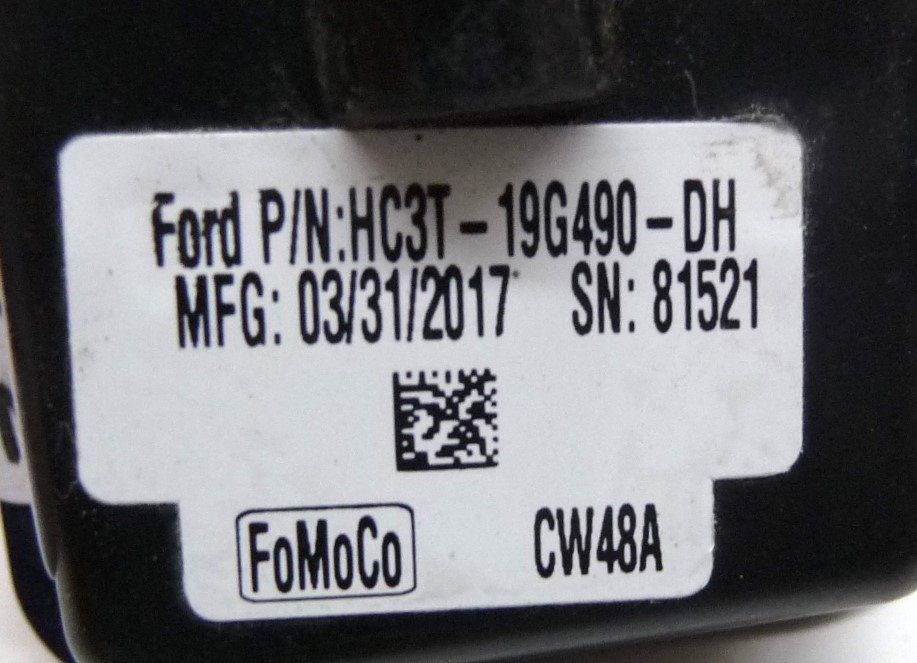 Ford P/N:HC3T-19G490-DH
MFG: 03/31/2017 SN: 81521
FoMoCo CW48A